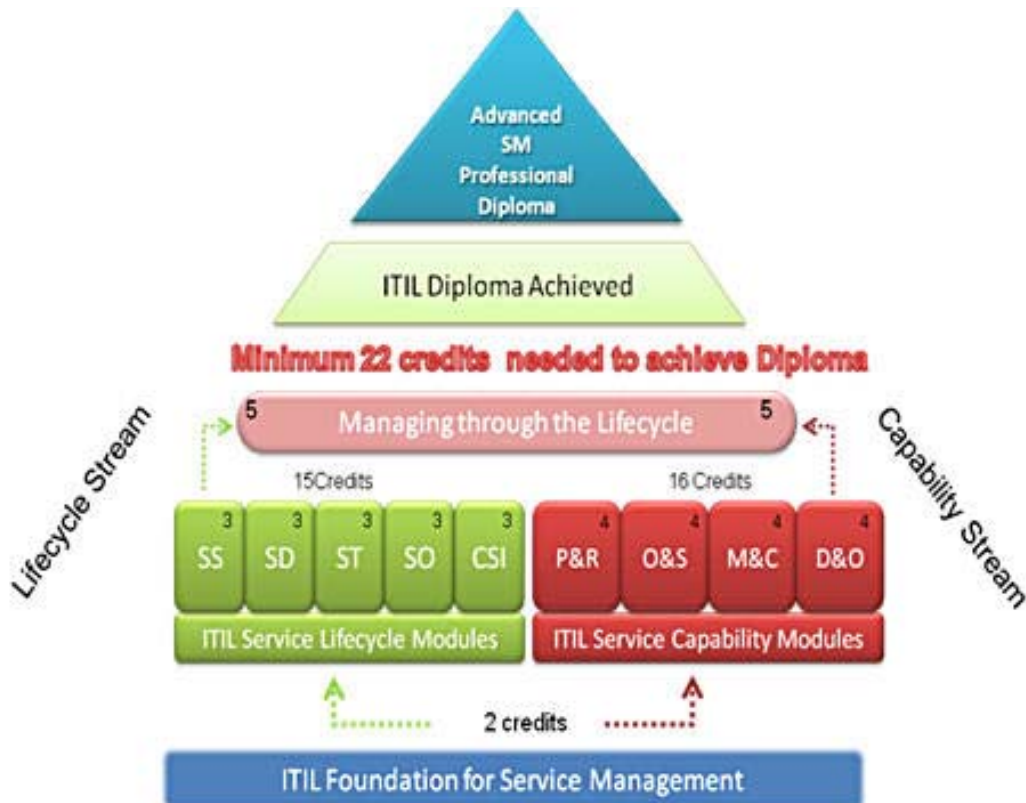 Advanced
SM
Professional
Diploma
ITIL Diploma Achieved
Minimum 22 credits needed to achieve Diploma
5 Managing through the Lifecycle 5
Lifecycle Stream
Capability Stream
15Credits
16 Credits
3 3 3 3 3 4 4 4 4
SS SD ST SO CSI P&R O&S M&C D&O
ITIL Service Lifecycle Modules
ITIL Service Capability Modules
2 credits
ITIL Foundation for Service Management